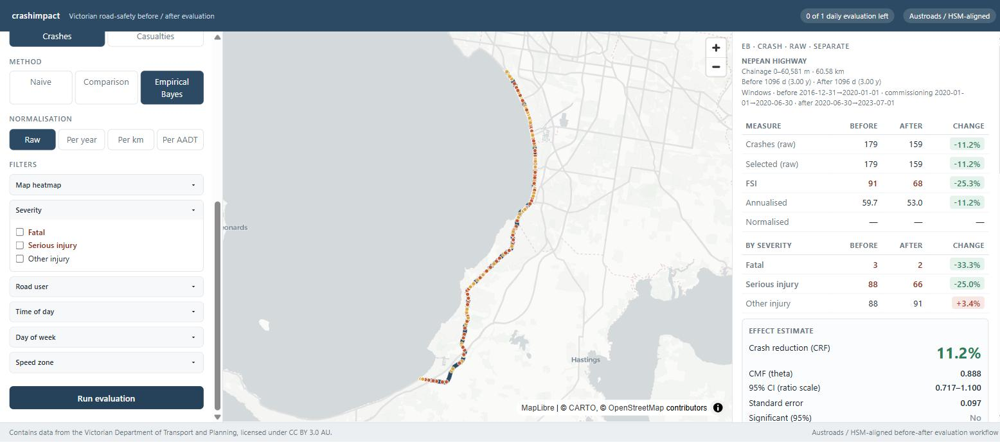 crashimpact Victorian road-safety before / after evaluation 0 of 1 daily evaluation left Austroads / HSM-aligned
Crashes Casualties
METHOD
Naive Comparison Empirical Bayes
NORMALISATION
Raw Per year Per km Per AADT
FILTERS
Map heatmap
Severity
Fatal
Serious injury
Other injury
Road user
Time of day
Day of week
Speed zone
Run evaluation
+
−
onards
Hastings
MapLibre | © CARTO, © OpenStreetMap contributors
EB · CRASH · RAW · SEPARATE
NEPEAN HIGHWAY
Chainage 0–60,581 m · 60.58 km
Before 1096 d (3.00 y) · After 1096 d (3.00 y)
Windows · before 2016-12-31→2020-01-01 · commissioning 2020-01-
01→2020-06-30 · after 2020-06-30→2023-07-01
MEASURE BEFORE AFTER CHANGE
Crashes (raw) 179 159 -11.2%
Selected (raw) 179 159 -11.2%
FSI 91 68 -25.3%
Annualised 59.7 53.0 -11.2%
Normalised — — —
BY SEVERITY BEFORE AFTER CHANGE
Fatal 3 2 -33.3%
Serious injury 88 66 -25.0%
Other injury 88 91 +3.4%
EFFECT ESTIMATE
Crash reduction (CRF) 11.2%
CMF (theta) 0.888
95% CI (ratio scale) 0.717–1.100
Standard error 0.097
Significant (95%) No
Contains data from the Victorian Department of Transport and Planning, licensed under CC BY 3.0 AU. Austroads / HSM-aligned before-after evaluation workflow